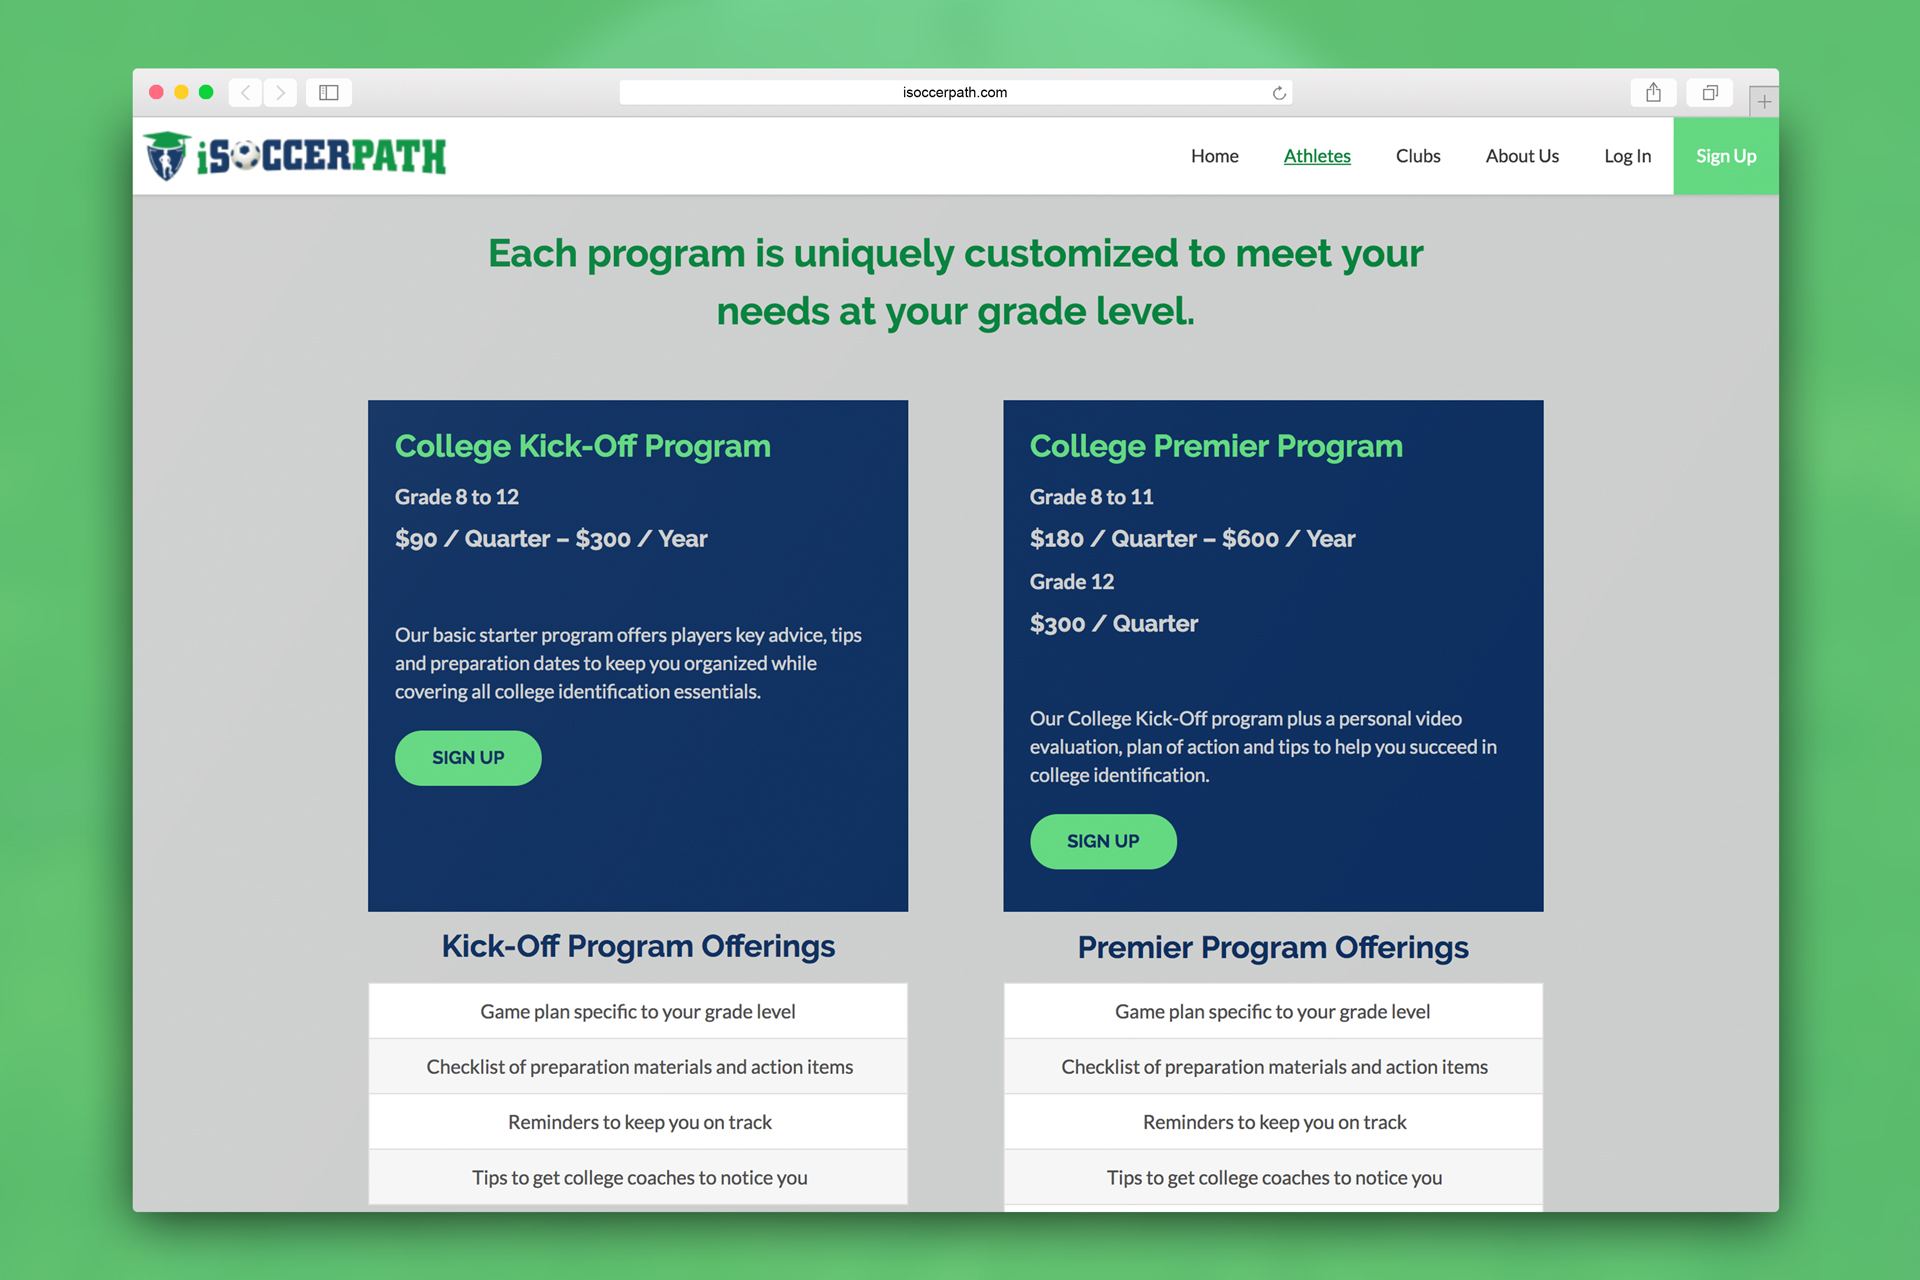 isoccerpath.com
iSOCCERPATH
Home
Athletes
Clubs
About Us
Log In
Sign Up
Each program is uniquely customized to meet your
needs at your grade level.
College Kick-Off Program
Grade 8 to 12
$90 / Quarter – $300 / Year
Our basic starter program offers players key advice, tips
and preparation dates to keep you organized while
covering all college identification essentials.
SIGN UP
College Premier Program
Grade 8 to 11
$180 / Quarter – $600 / Year
Grade 12
$300 / Quarter
Our College Kick-Off program plus a personal video
evaluation, plan of action and tips to help you succeed in
college identification.
SIGN UP
Kick-Off Program Offerings
Game plan specific to your grade level
Checklist of preparation materials and action items
Reminders to keep you on track
Tips to get college coaches to notice you
Premier Program Offerings
Game plan specific to your grade level
Checklist of preparation materials and action items
Reminders to keep you on track
Tips to get college coaches to notice you